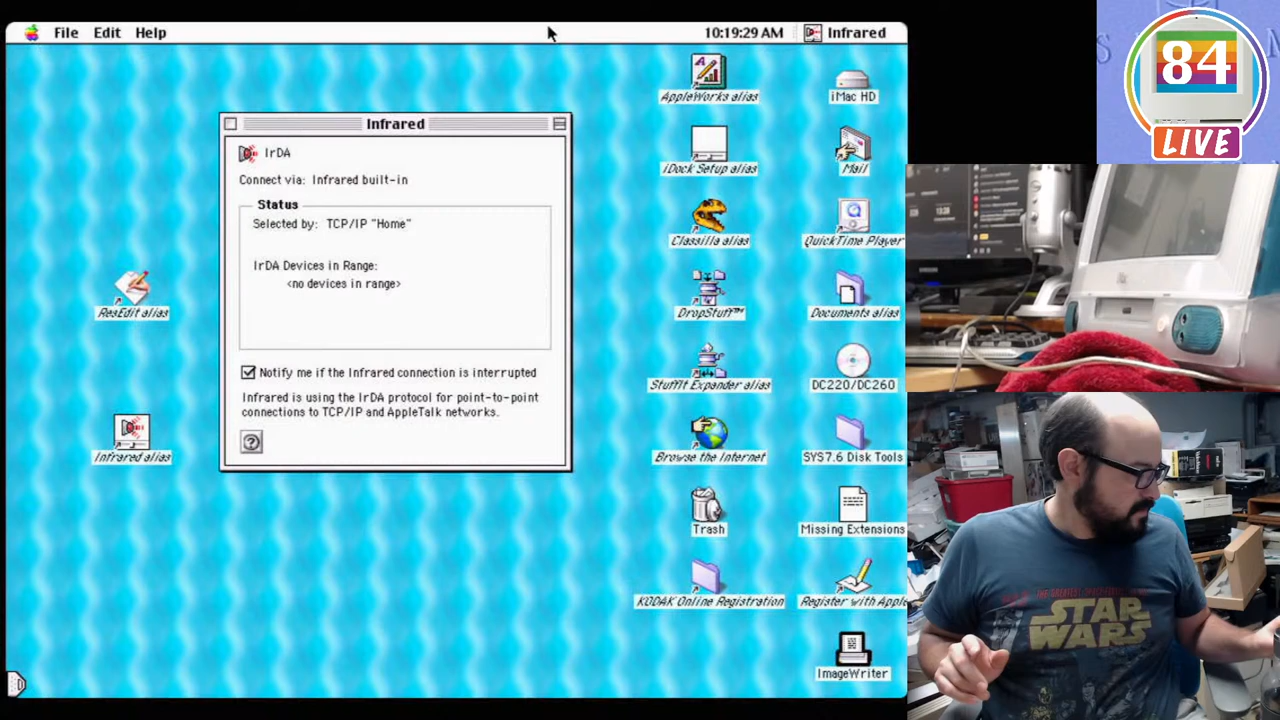 File Edit Help
10:19:29 AM Infrared
84
LIVE
Infrared
IrDA
Connect via: Infrared built-in
Status
Selected by: TCP/IP "Home"
IrDA Devices in Range:
<no devices in range>
Notify me if the Infrared connection is interrupted
Infrared is using the IrDA protocol for point-to-point
connections to TCP/IP and AppleTalk networks.
?
ResEdit alias
Infrared alias
AppleWorks alias
iMac HD
iDock Setup alias
Mail
Classilla alias
QuickTime Player
DropStuff™
Documents alias
StuffIt Expander alias
DC220/DC260
Browse the Internet
SYS7.6 Disk Tools
Trash
Missing Extensions
KODAK Online Registration
Register with Apple
ImageWriter
STAR
WARS